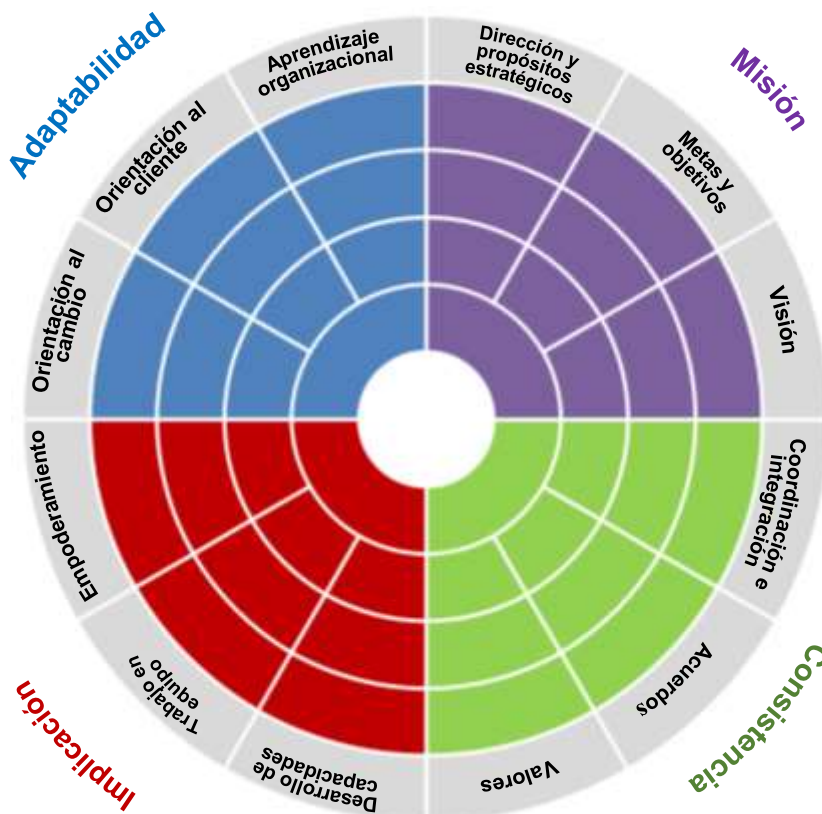 Adaptabilidad
Misión
Aprendizaje
organizacional
Dirección y
propósitos
estratégicos
Orientación al
cliente
Metas y
objetivos
Orientación al
cambio
Visión
Empoderamiento
Coordinación e
integración
Trabajo en
equipo
Acuerdos
Desarrollo de
capacidades
Valores
Implicación
Consistencia